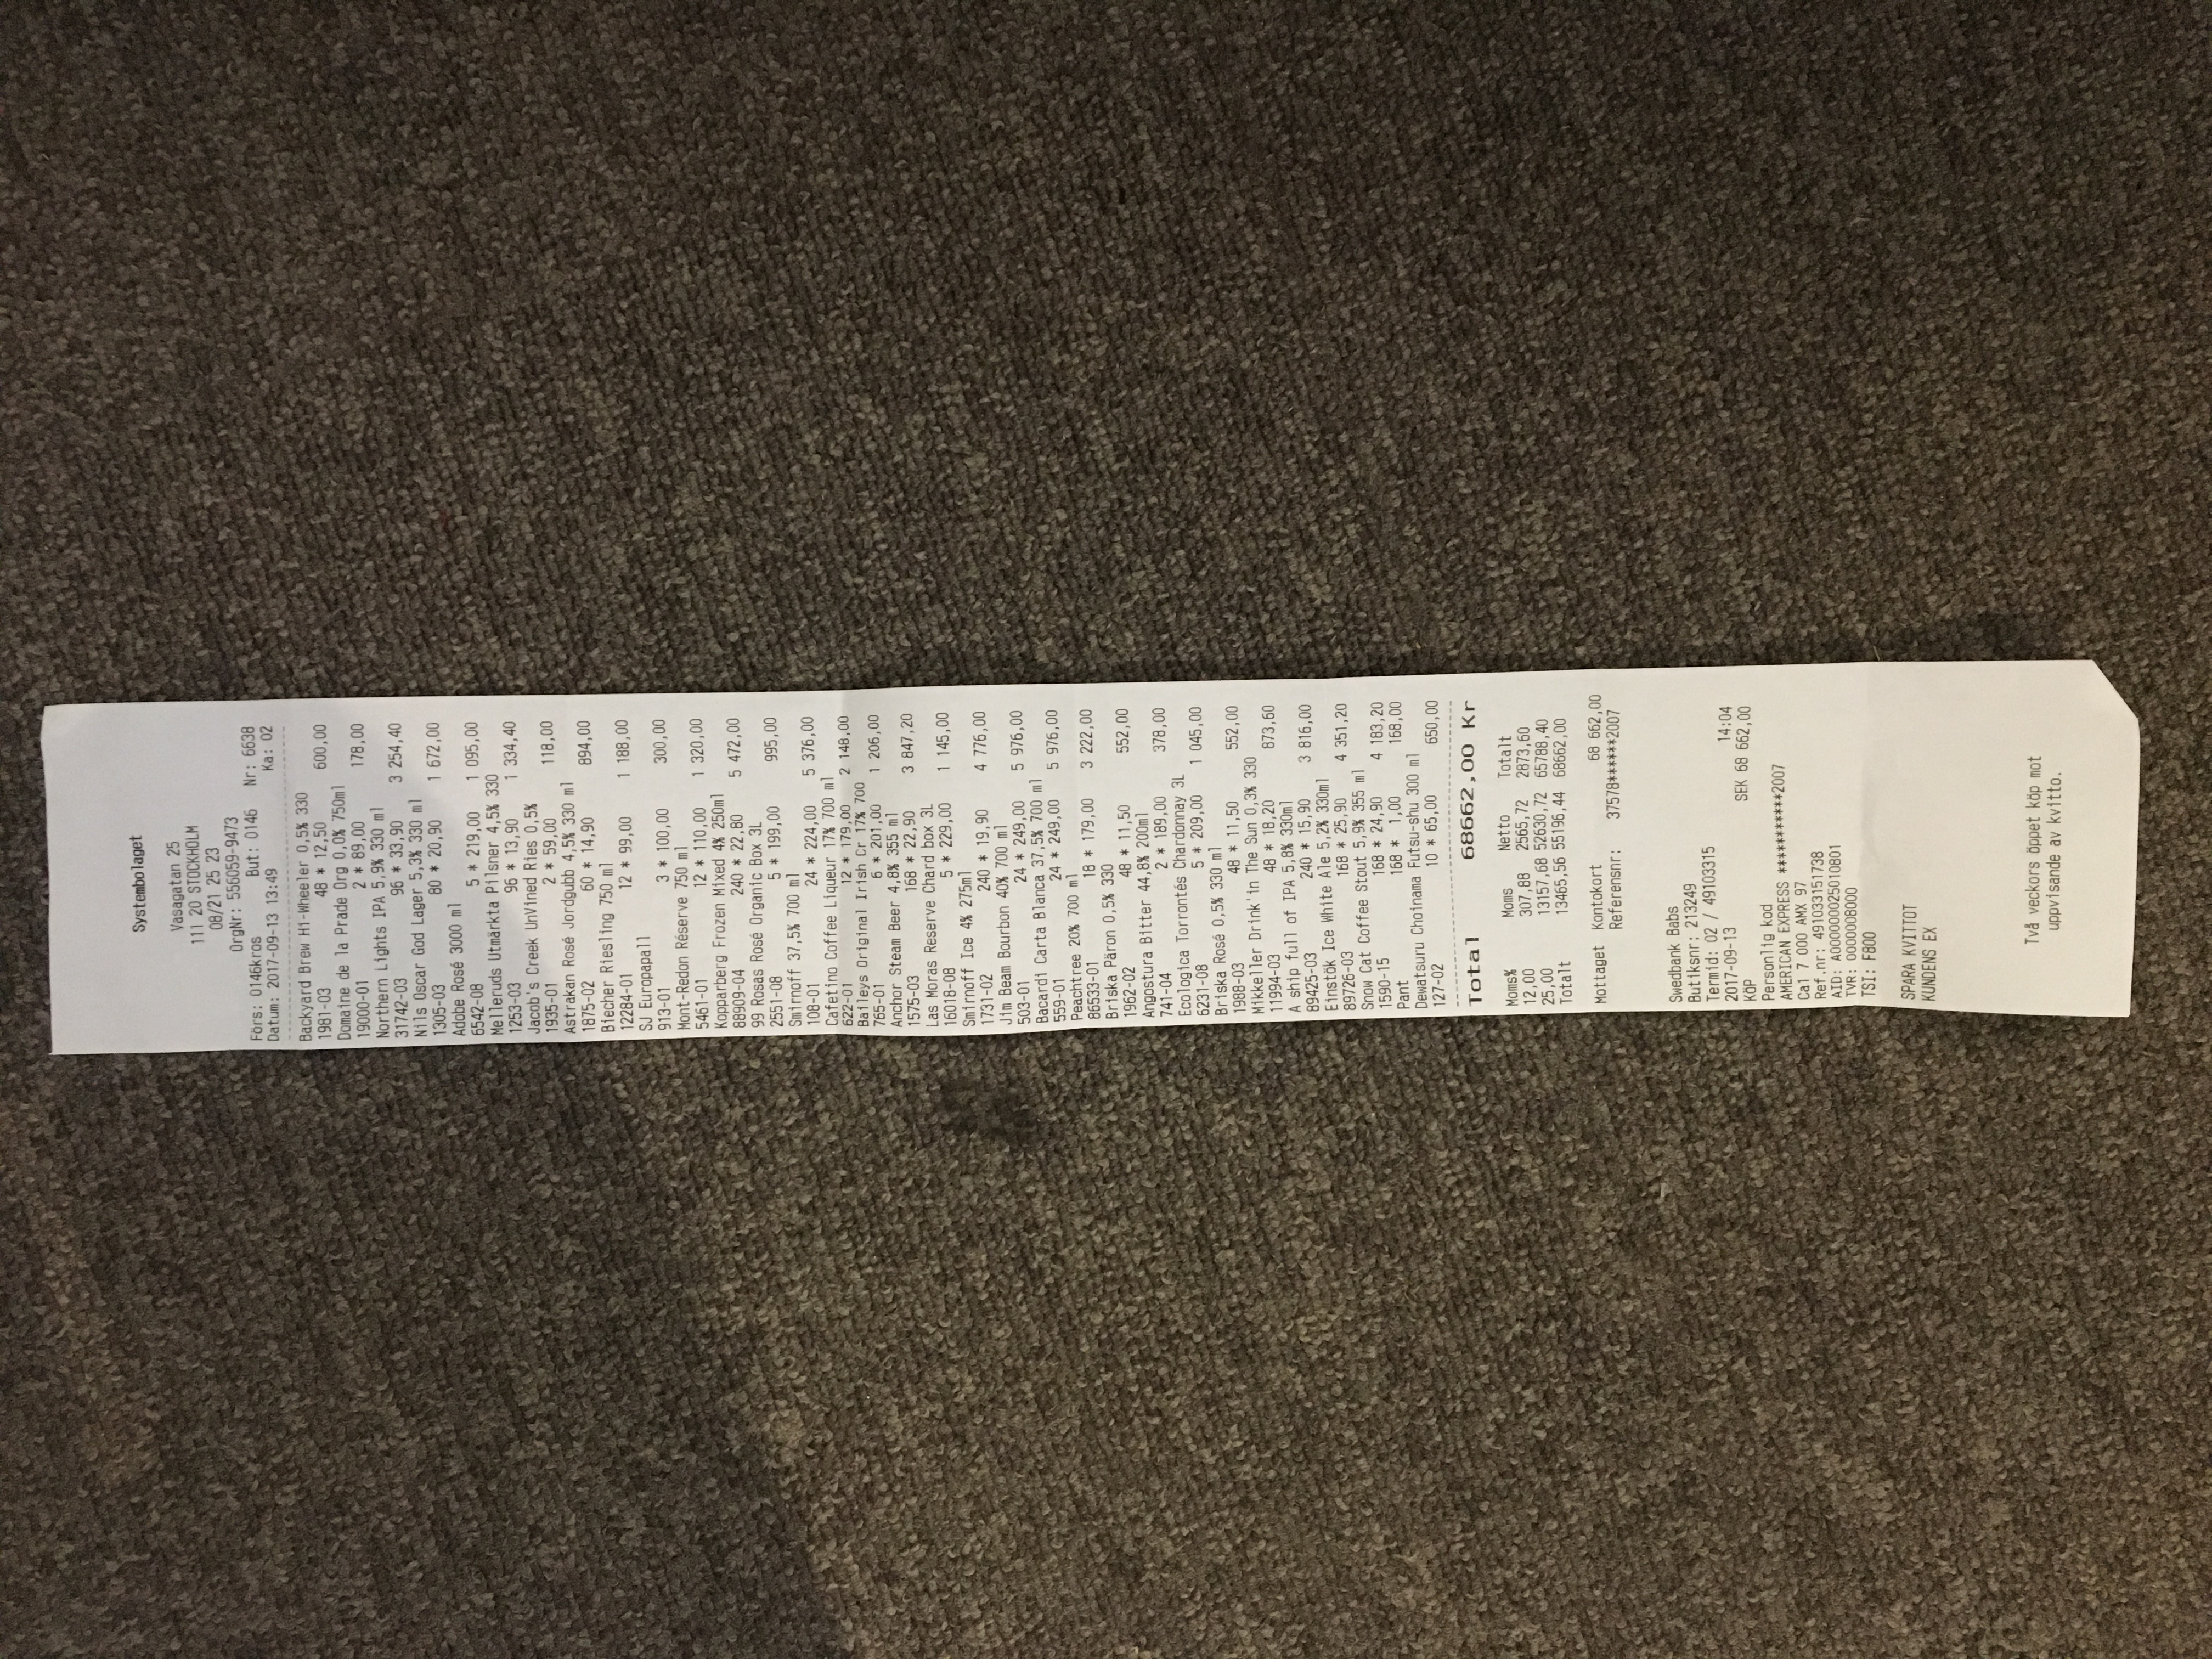 Systembolaget
Vasagatan 25
111 20 STOCKHOLM
08/21 25 23
OrgNr: 556059-9473
Förs: 0146kros But: 0146 Nr: 6638
Datum: 2017-09-13 13:49 Ka: 02
Backyard Brew Hi-Wheeler 0,5% 330
1981-03 48 * 12,50 600,00
Domaine de la Prade Org 0,0% 750ml
19000-01 2 * 89,00 178,00
Northern Lights IPA 5,9% 330 ml
31742-03 96 * 33,90 3 254,40
Nils Oscar God Lager 5,3% 330 ml
1305-03 80 * 20,90 1 672,00
Adobe Rosé 3000 ml
6542-08 5 * 219,00 1 095,00
Melleruds Utmärkta Pilsner 4,5% 330
1253-03 96 * 13,90 1 334,40
Jacob's Creek UnVined Ries 0,5%
1935-01 2 * 59,00 118,00
Astrakan Rosé Jordgubb 4,5% 330 ml
1875-02 60 * 14,90 894,00
Biecher Riesling 750 ml
12284-01 12 * 99,00 1 188,00
SJ Europapall
913-01 3 * 100,00 300,00
Mont-Redon Réserve 750 ml
5461-01 12 * 110,00 1 320,00
Kopparberg Frozen Mixed 4% 250ml
88909-04 240 * 22,80 5 472,00
99 Rosas Rosé Organic Box 3L
2551-08 5 * 199,00 995,00
Smirnoff 37,5% 700 ml
108-01 24 * 224,00 5 376,00
Cafetino Coffee Liqueur 17% 700 ml
622-01 12 * 179,00 2 148,00
Baileys Original Irish Cr 17% 700
765-01 6 * 201,00 1 206,00
Anchor Steam Beer 4,8% 355 ml
1575-03 168 * 22,90 3 847,20
Las Moras Reserve Chard box 3L
16018-08 5 * 229,00 1 145,00
Smirnoff Ice 4% 275ml
1731-02 240 * 19,90 4 776,00
Jim Beam Bourbon 40% 700 ml
503-01 24 * 249,00 5 976,00
Bacardi Carta Blanca 37,5% 700 ml
559-01 24 * 249,00 5 976,00
Peachtree 20% 700 ml
86533-01 18 * 179,00 3 222,00
Briska Päron 0,5% 330
1962-02 48 * 11,50 552,00
Angostura Bitter 44,8% 200ml
741-04 2 * 189,00 378,00
Ecologica Torrontés Chardonnay 3L
6231-08 5 * 209,00 1 045,00
Briska Rosé 0,5% 330 ml
1988-03 48 * 11,50 552,00
Mikkeller Drink'in The Sun 0,3% 330
11994-03 48 * 18,20 873,60
A ship full of IPA 5,8% 330ml
89425-03 240 * 15,90 3 816,00
Einstök Ice White Ale 5,2% 330ml
89726-03 168 * 25,90 4 351,20
Snow Cat Coffee Stout 5,9% 355 ml
1590-15 168 * 24,90 4 183,20
Pant 168 * 1,00 168,00
Dewatsuru Choinama Futsu-shu 300 ml
127-02 10 * 65,00 650,00
Total 68662,00 Kr
Moms% Moms Netto Totalt
12,00 307,88 2565,72 2873,60
25,00 13157,68 52630,72 65788,40
Totalt 13465,56 55196,44 68662,00
Mottaget Kontokort 68 662,00
Referensnr: 37578******2007
Swedbank Babs
Butiksnr: 213249
Termid: 02 / 49103315
2017-09-13 14:04
KÖP SEK 68 662,00
Personlig kod
AMERICAN EXPRESS ***********2007
Ca1 7 000 AMX 97
Ref.nr: 491033151738
AID: A000000025010801
TVR: 0000008000
TSI: F800
SPARA KVITTOT
KUNDENS EX
Två veckors öppet köp mot
uppvisande av kvitto.